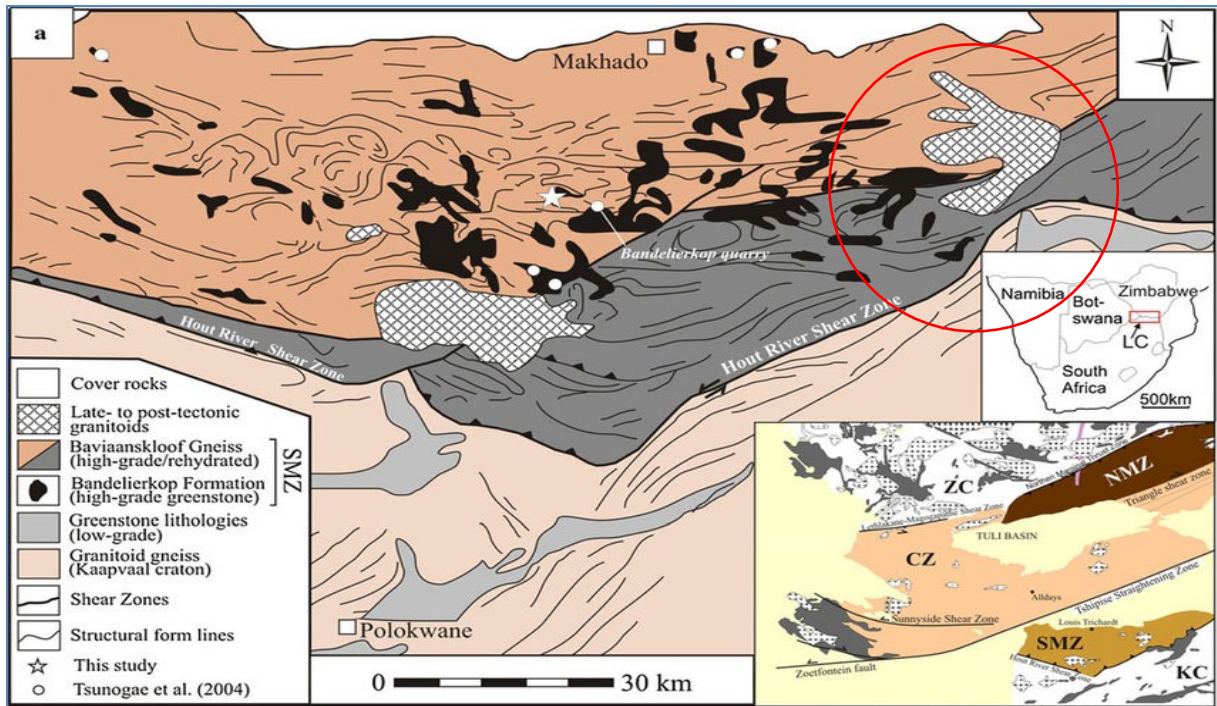 a
N
Makhado
Bandelierkop quarry
Hout River Shear Zone
Hout River Shear Zone
Polokwane
0 30 km
Cover rocks
Late- to post-tectonic
granitoids
Baviaanskloof Gneiss
(high-grade/rehydrated)
Bandelierkop Formation
(high-grade greenstone)
SMZ
Greenstone lithologies
(low-grade)
Granitoid gneiss
(Kaapvaal craton)
Shear Zones
Structural form lines
This study
Tsunogae et al. (2004)
Namibia
Bot-
swana
Zimbabwe
LC
South
Africa
500km
ZC
NMZ
Triangle shear zone
TULI BASIN
CZ
Alldays
Tshipise Straightening Zone
Sunnyside Shear Zone
Louis Trichardt
SMZ
Hout River Shear Zone
Zoetfontein fault
KC